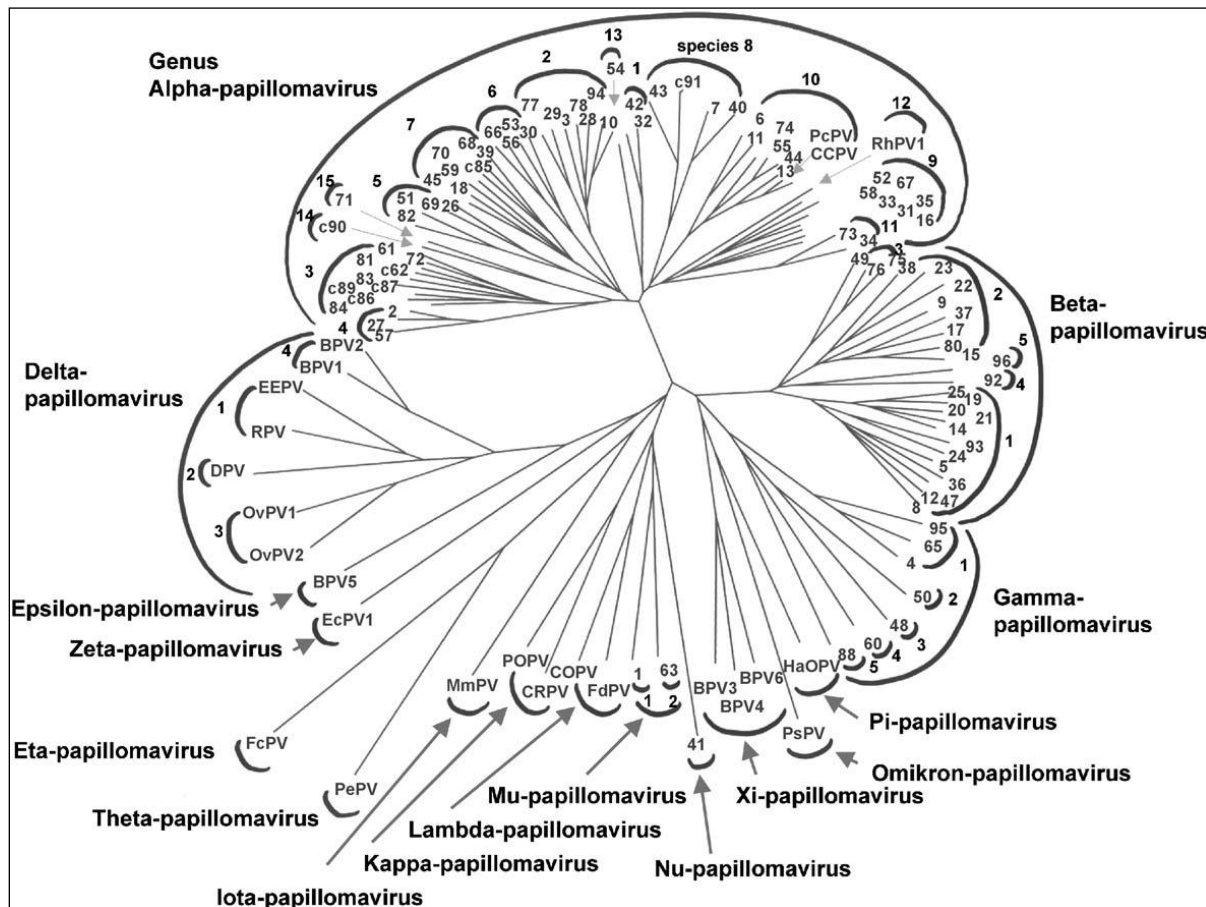 Genus
Alpha-papillomavirus
13
54
2
94
77
29
3
78
28
10
1
42
32
species 8
43
c91
7
40
10
6
11
74
55
44
13
PcPV
CCPV
12
RhPV1
9
52
67
58
33
31
35
16
11
73
34
6
66
53
56
30
7
70
68
39
59
c85
45
18
5
51
82
69
26
15
71
14
c90
3
61
81
72
c62
83
c87
c89
c86
84
4
2
27
57
Beta-
papillomavirus
3
49
75
76
38
2
23
22
9
37
17
80
15
5
96
92
4
25
19
20
21
14
93
24
5
36
12
47
8
1
Delta-
papillomavirus
4
BPV2
BPV1
1
EEPV
RPV
2
DPV
3
OvPV1
OvPV2
Gamma-
papillomavirus
95
65
4
1
50
2
48
3
60
4
88
5
Epsilon-papillomavirus
BPV5
Zeta-papillomavirus
EcPV1
Eta-papillomavirus
FcPV
Theta-papillomavirus
PePV
MmPV
Iota-papillomavirus
POPV
CRPV
Kappa-papillomavirus
COPV
FdPV
Lambda-papillomavirus
1
63
1
2
Mu-papillomavirus
41
Nu-papillomavirus
BPV3
BPV6
BPV4
Xi-papillomavirus
PsPV
Omikron-papillomavirus
HaOPV
Pi-papillomavirus